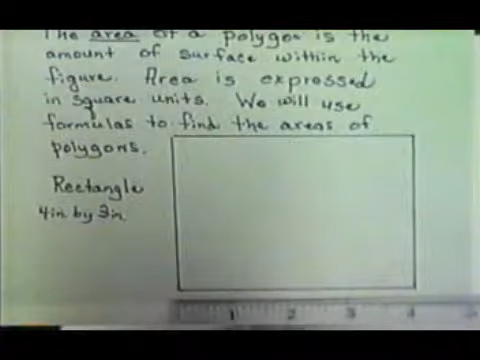 The area of a polygon is the
amount of surface within the
figure. Area is expressed
in square units. We will use
formulas to find the areas of
polygons.
Rectangle
4in by 3in
1 2 3 4